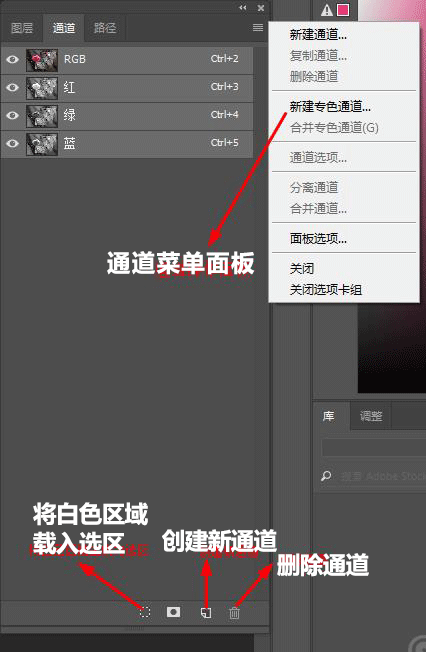 图层 通道 路径
RGB Ctrl+2
红 Ctrl+3
绿 Ctrl+4
蓝 Ctrl+5
新建通道...
复制通道...
删除通道
新建专色通道...
合并专色通道(G)
通道选项...
分离通道
合并通道...
面板选项...
关闭
关闭选项卡组
通道菜单面板
库 调整
搜索 Adobe Stock
将白色区域
载入选区
创建新通道
删除通道